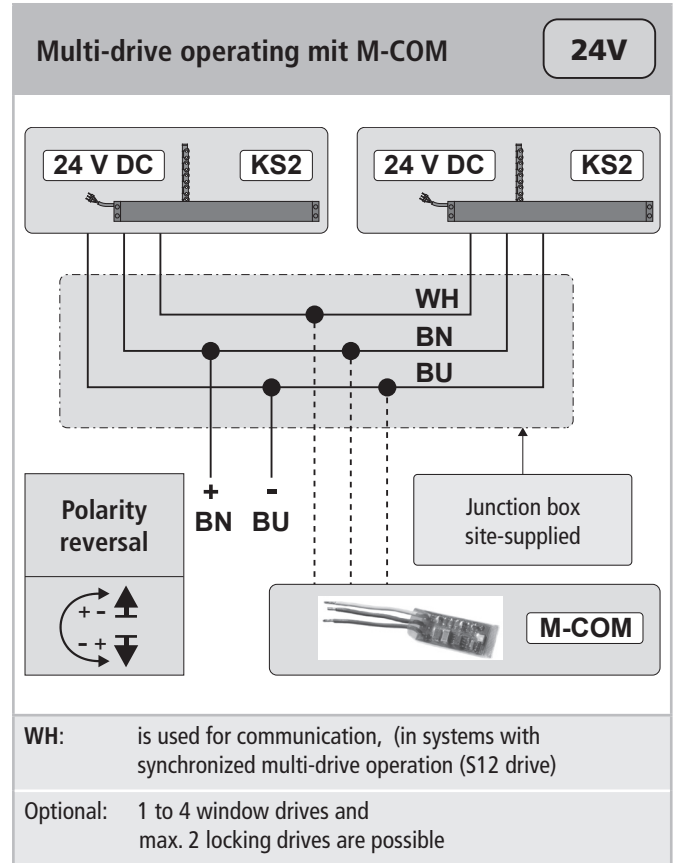 Multi-drive operating mit M-COM
24V
24 V DC KS2
24 V DC KS2
WH
BN
BU
+ -
BN BU
Polarity
reversal
+ -
- +
Junction box
site-supplied
M-COM
WH: is used for communication, (in systems with
synchronized multi-drive operation (S12 drive)
Optional: 1 to 4 window drives and
max. 2 locking drives are possible